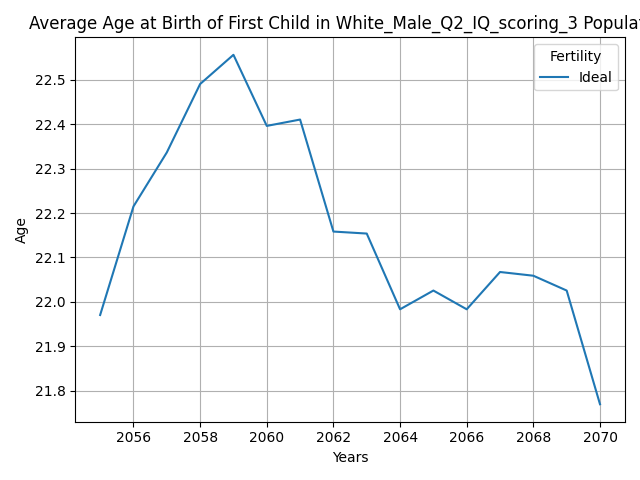 Average Age at Birth of First Child in White_Male_Q2_IQ_scoring_3 Populat
Fertility
Ideal
22.5
22.4
22.3
22.2
22.1
22.0
21.9
21.8
Age
2056 2058 2060 2062 2064 2066 2068 2070
Years